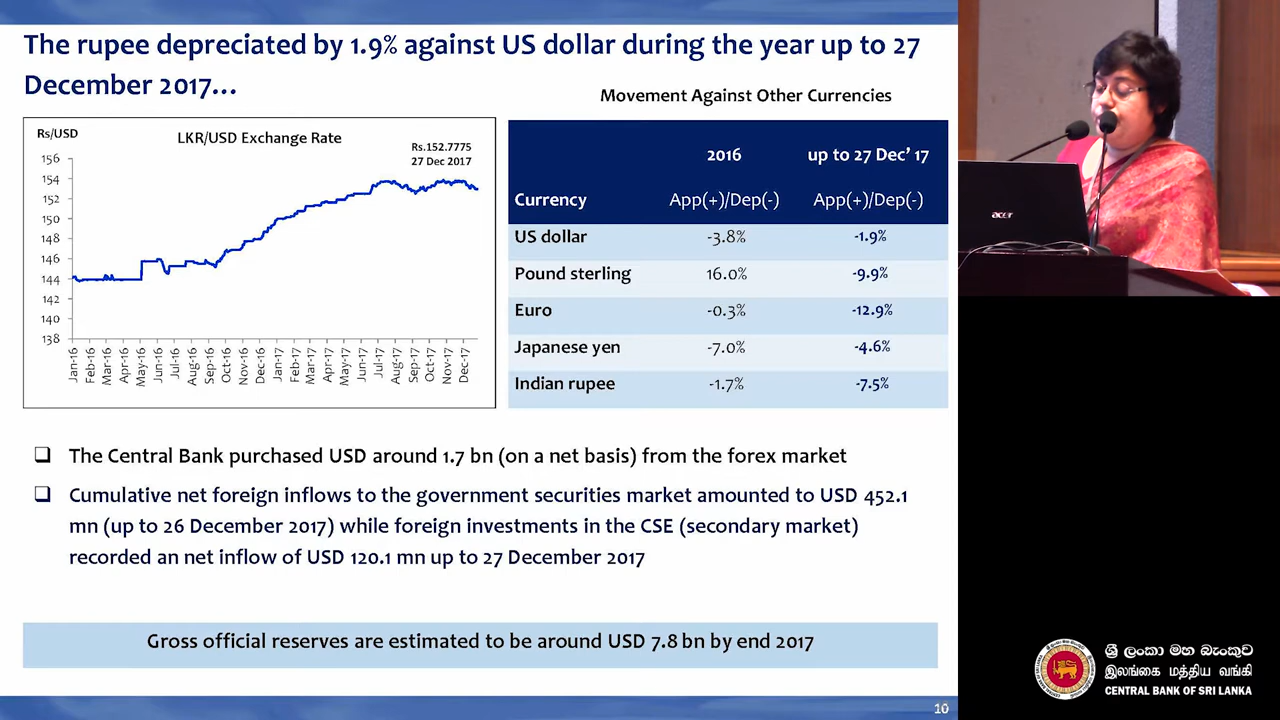 The rupee depreciated by 1.9% against US dollar during the year up to 27
December 2017...
Rs/USD
LKR/USD Exchange Rate
Rs.152.7775
27 Dec 2017
156
154
152
150
148
146
144
142
140
138
Jan-16 Feb-16 Mar-16 Apr-16 May-16 Jun-16 Jul-16 Aug-16 Sep-16 Oct-16 Nov-16 Dec-16 Jan-17 Feb-17 Mar-17 Apr-17 May-17 Jun-17 Jul-17 Aug-17 Sep-17 Oct-17 Nov-17 Dec-17
Movement Against Other Currencies
2016 up to 27 Dec' 17
Currency App(+)/Dep(-) App(+)/Dep(-)
US dollar -3.8% -1.9%
Pound sterling 16.0% -9.9%
Euro -0.3% -12.9%
Japanese yen -7.0% -4.6%
Indian rupee -1.7% -7.5%
The Central Bank purchased USD around 1.7 bn (on a net basis) from the forex market
Cumulative net foreign inflows to the government securities market amounted to USD 452.1
mn (up to 26 December 2017) while foreign investments in the CSE (secondary market)
recorded an net inflow of USD 120.1 mn up to 27 December 2017
Gross official reserves are estimated to be around USD 7.8 bn by end 2017
10
acer
ශ්‍රී ලංකා මහ බැංකුව
இலங்கை மத்திய வங்கி
CENTRAL BANK OF SRI LANKA